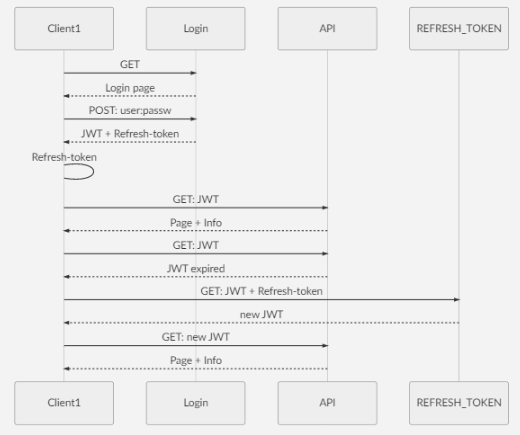 Client1 Login API REFRESH_TOKEN
GET
Login page
POST: user:passw
JWT + Refresh-token
Refresh-token
GET: JWT
Page + Info
GET: JWT
JWT expired
GET: JWT + Refresh-token
new JWT
GET: new JWT
Page + Info
Client1 Login API REFRESH_TOKEN